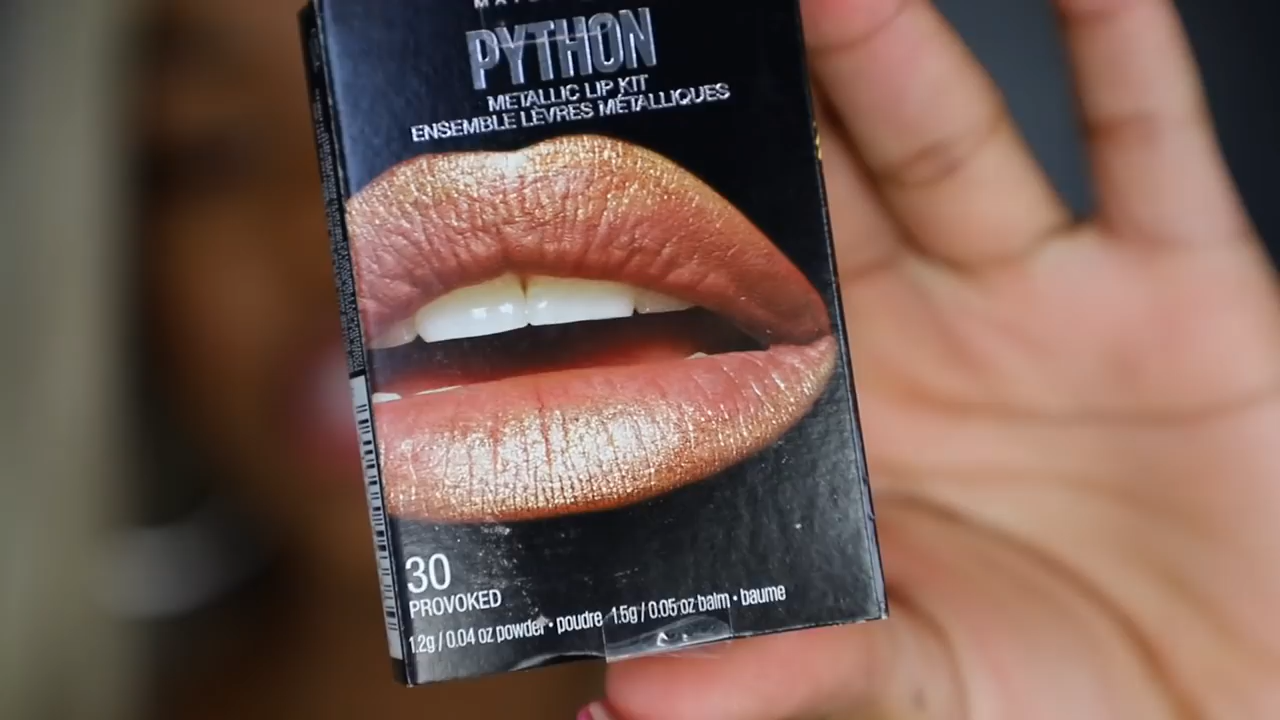 PYTHON
METALLIC LIP KIT
ENSEMBLE LÈVRES MÉTALLIQUES
30
PROVOKED
1.2g / 0.04 oz powder • poudre 1.5g / 0.05 oz balm • baume